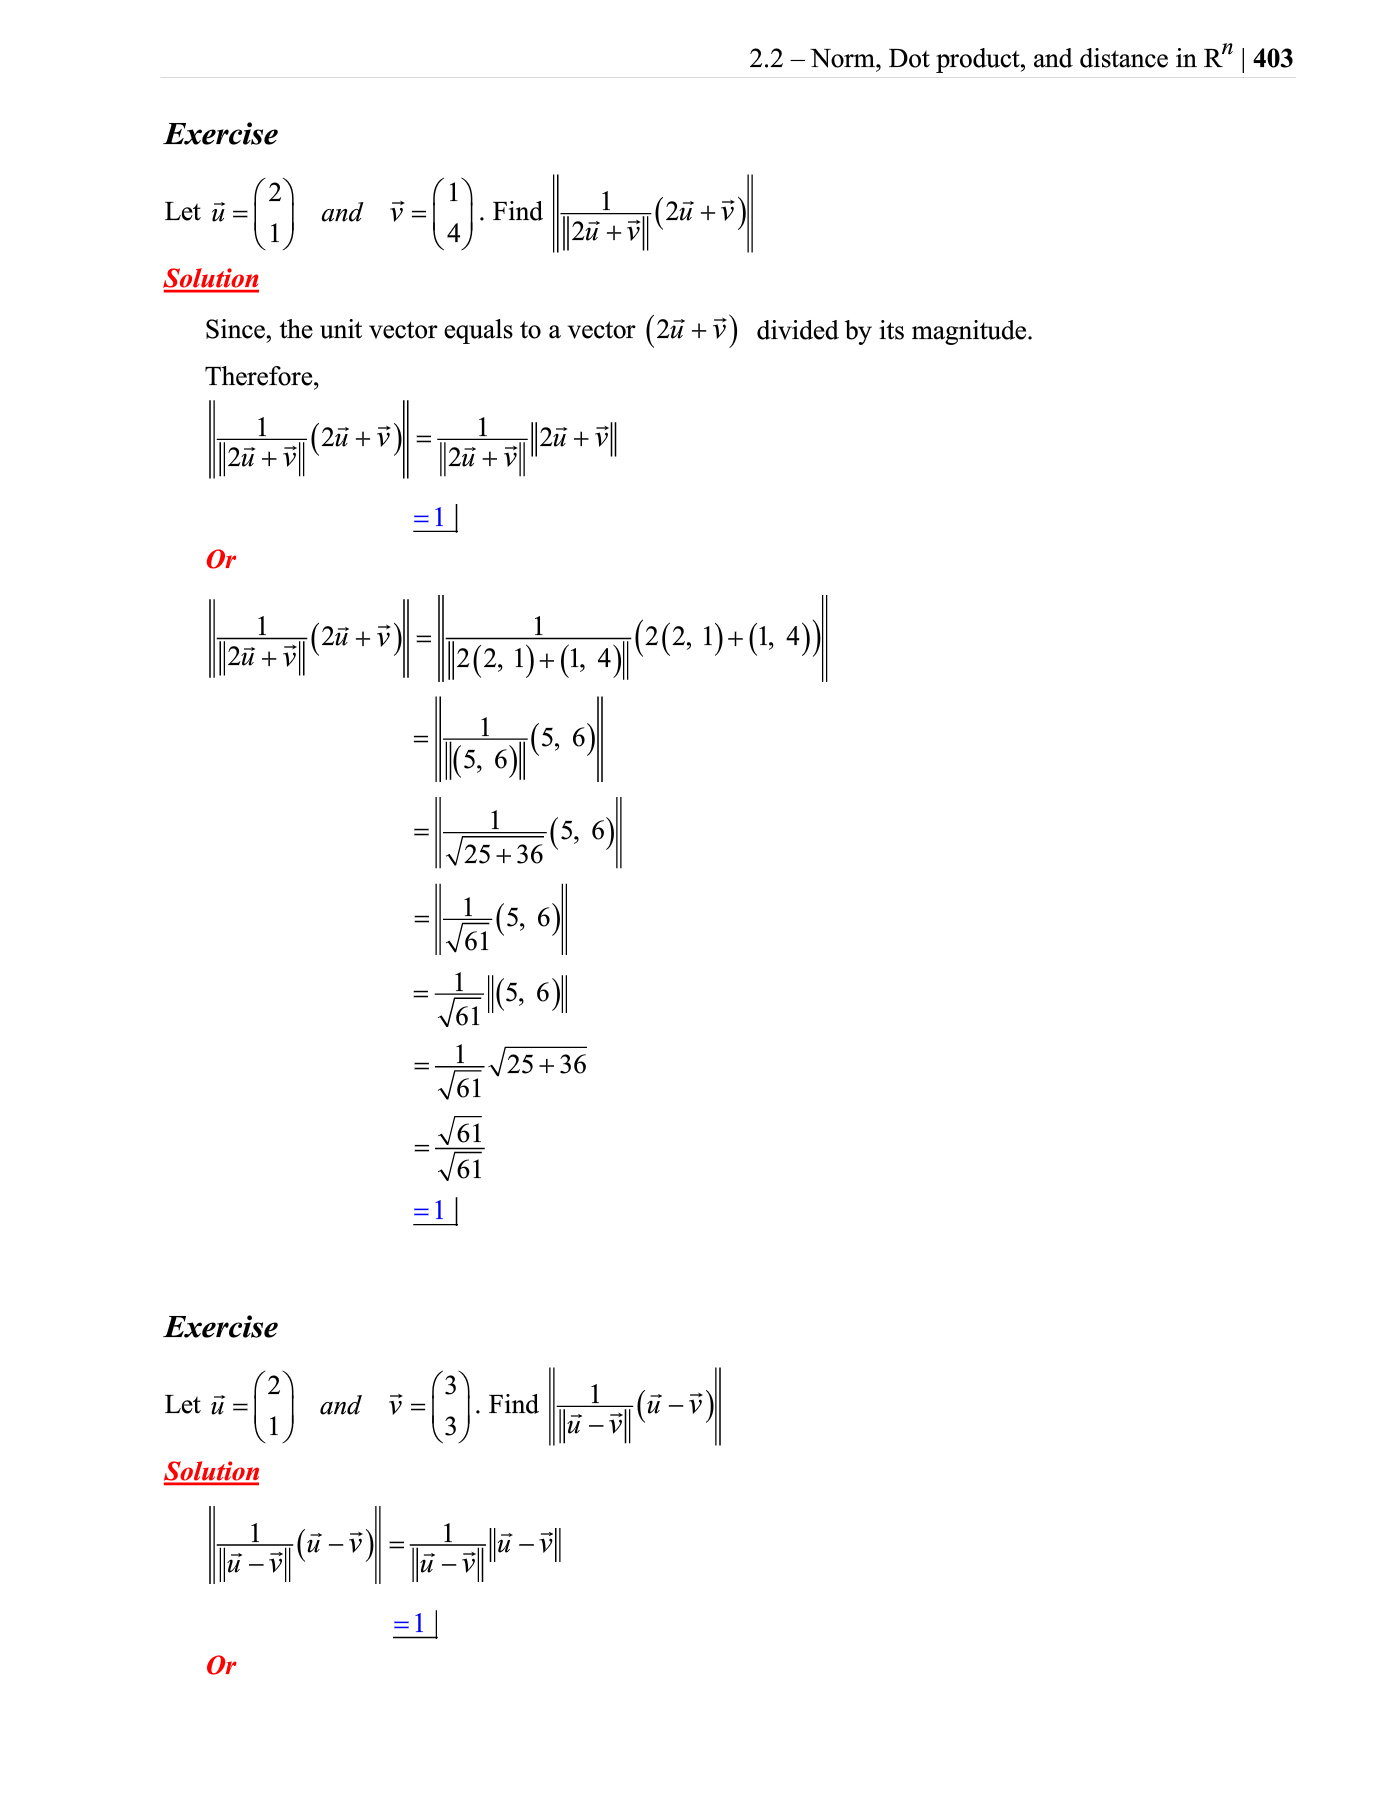 2.2 – Norm, Dot product, and distance in Rⁿ | 403
Exercise
Let $\vec{u} = \begin{pmatrix} 2 \\ 1 \end{pmatrix}$ and $\vec{v} = \begin{pmatrix} 1 \\ 4 \end{pmatrix}$. Find $\left\| \frac{1}{\|2\vec{u}+\vec{v}\|}(2\vec{u}+\vec{v}) \right\|$
Solution
Since, the unit vector equals to a vector $(2\vec{u}+\vec{v})$ divided by its magnitude.
Therefore,
$\left\| \frac{1}{\|2\vec{u}+\vec{v}\|}(2\vec{u}+\vec{v}) \right\| = \frac{1}{\|2\vec{u}+\vec{v}\|}\|2\vec{u}+\vec{v}\|$
$= 1$
Or
$\left\| \frac{1}{\|2\vec{u}+\vec{v}\|}(2\vec{u}+\vec{v}) \right\| = \left\| \frac{1}{\|2(2, 1)+(1, 4)\|}(2(2, 1)+(1, 4)) \right\|$
$= \left\| \frac{1}{\|(5, 6)\|}(5, 6) \right\|$
$= \left\| \frac{1}{\sqrt{25+36}}(5, 6) \right\|$
$= \left\| \frac{1}{\sqrt{61}}(5, 6) \right\|$
$= \frac{1}{\sqrt{61}}\|(5, 6)\|$
$= \frac{1}{\sqrt{61}}\sqrt{25+36}$
$= \frac{\sqrt{61}}{\sqrt{61}}$
$= 1$
Exercise
Let $\vec{u} = \begin{pmatrix} 2 \\ 1 \end{pmatrix}$ and $\vec{v} = \begin{pmatrix} 3 \\ 3 \end{pmatrix}$. Find $\left\| \frac{1}{\|\vec{u}-\vec{v}\|}(\vec{u}-\vec{v}) \right\|$
Solution
$\left\| \frac{1}{\|\vec{u}-\vec{v}\|}(\vec{u}-\vec{v}) \right\| = \frac{1}{\|\vec{u}-\vec{v}\|}\|\vec{u}-\vec{v}\|$
$= 1$
Or